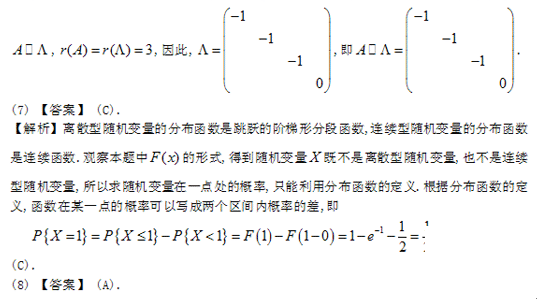 A□Λ, r(A)=r(Λ)=3, 因此, Λ=(−1 −1 −1 0), 即 A□Λ=(−1 −1 −1 0).
(7) 【答案】 (C).
【解析】离散型随机变量的分布函数是跳跃的阶梯形分段函数,连续型随机变量的分布函数
是连续函数.观察本题中F(x)的形式,得到随机变量X既不是离散型随机变量,也不是连续
型随机变量,所以求随机变量在一点处的概率,只能利用分布函数的定义.根据分布函数的定
义,函数在某一点的概率可以写成两个区间内概率的差,即
P{X=1}=P{X≤1}−P{X<1}=F(1)−F(1−0)=1−e⁻¹−1/2=
(C).
(8) 【答案】 (A).